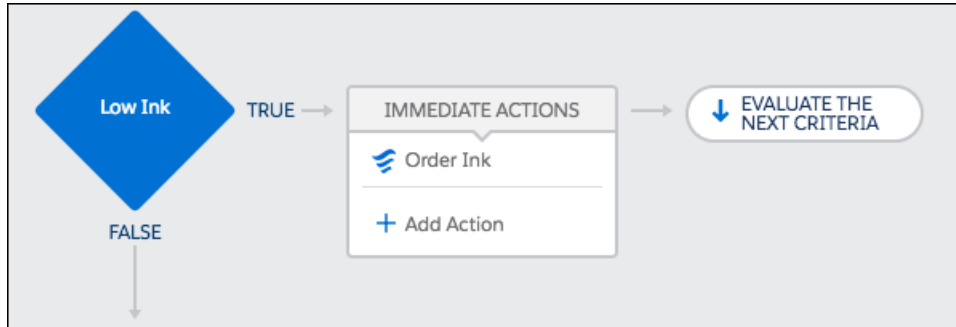 Low Ink
TRUE
IMMEDIATE ACTIONS
EVALUATE THE
NEXT CRITERIA
Order Ink
Add Action
FALSE